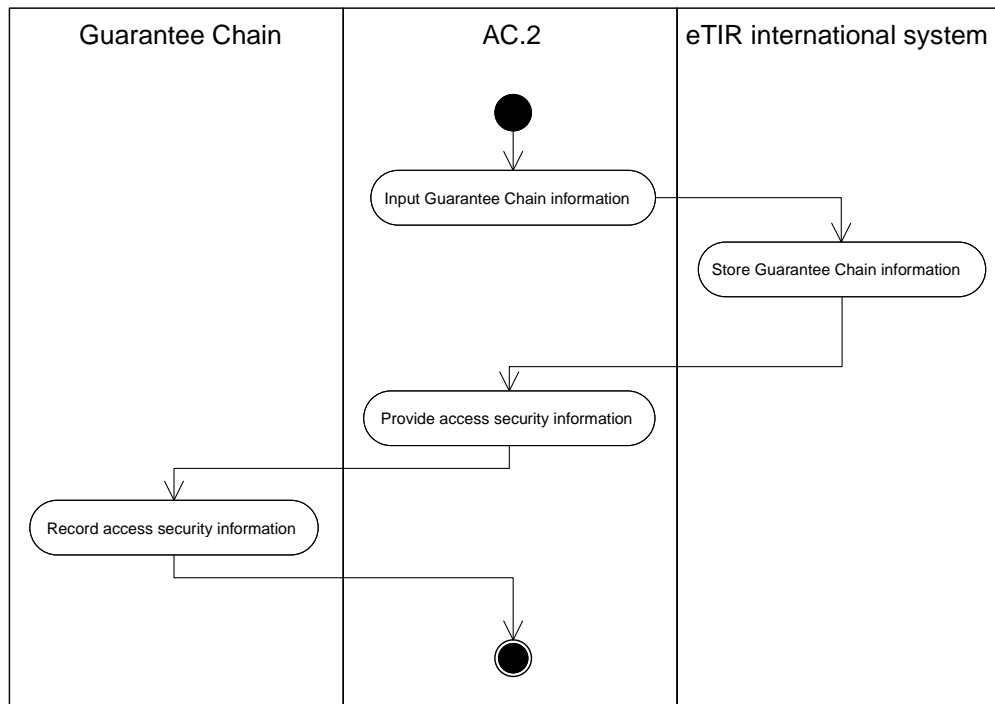 Guarantee Chain
AC.2
eTIR international system
Input Guarantee Chain information
Store Guarantee Chain information
Provide access security information
Record access security information